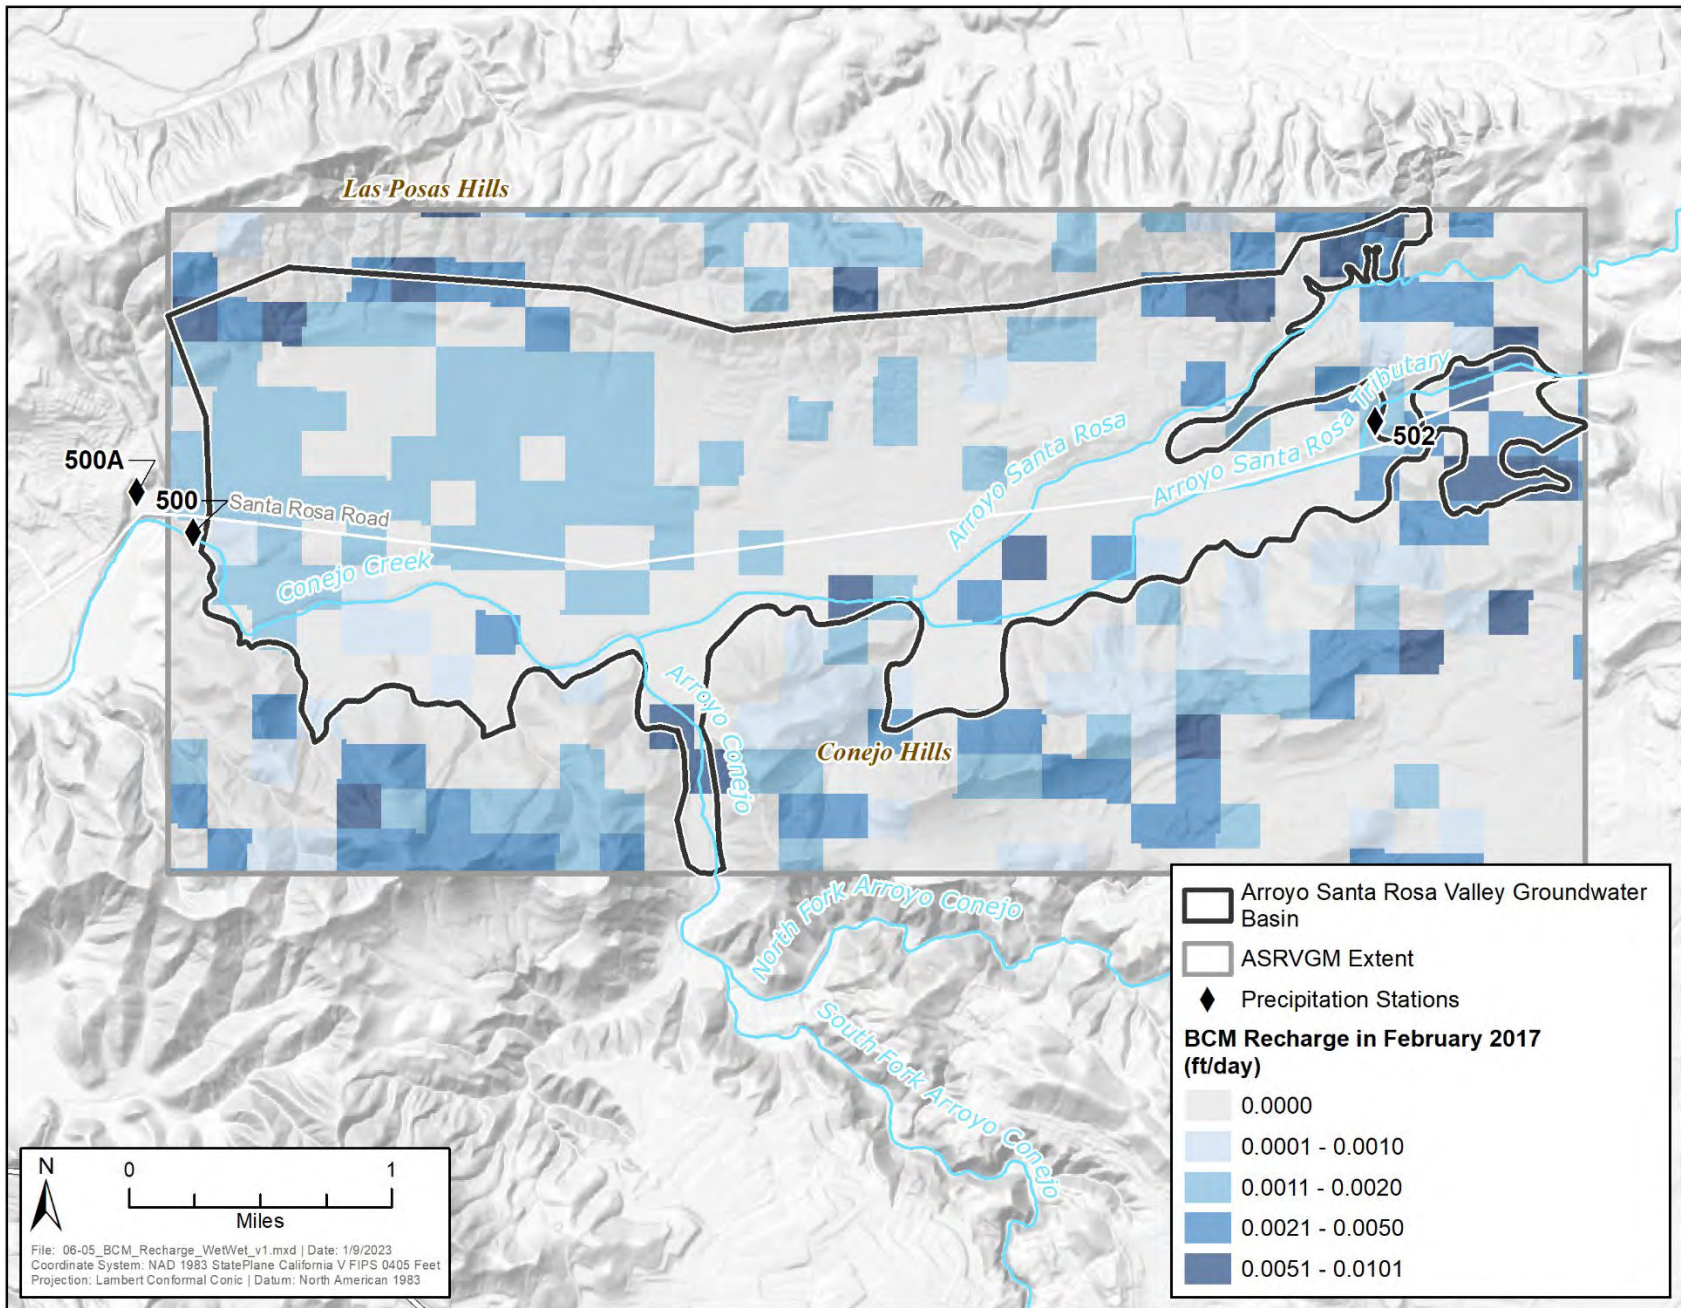 Las Posas Hills
500A
500
Santa Rosa Road
Conejo Creek
Arroyo Santa Rosa
Arroyo Santa Rosa Tributary
502
Arroyo Conejo
Conejo Hills
North Fork Arroyo Conejo
South Fork Arroyo Conejo
Arroyo Santa Rosa Valley Groundwater
Basin
ASRVGM Extent
Precipitation Stations
BCM Recharge in February 2017
(ft/day)
0.0000
0.0001 - 0.0010
0.0011 - 0.0020
0.0021 - 0.0050
0.0051 - 0.0101
N
0 1
Miles
File: 06-05_BCM_Recharge_WetWet_v1.mxd | Date: 1/9/2023
Coordinate System: NAD 1983 StatePlane California V FIPS 0405 Feet
Projection: Lambert Conformal Conic | Datum: North American 1983